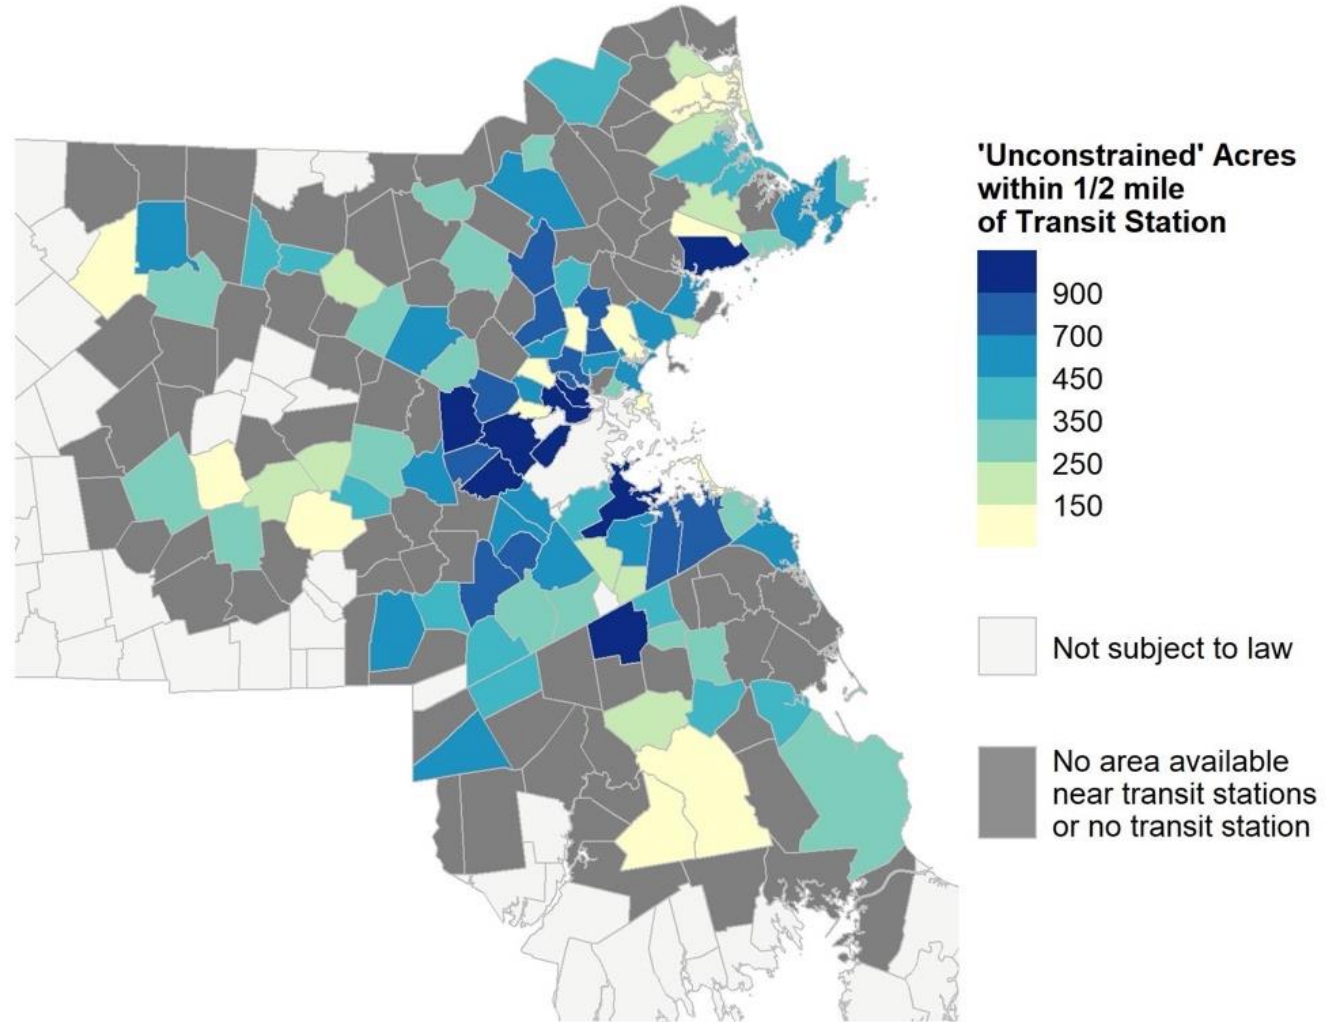 'Unconstrained' Acres
within 1/2 mile
of Transit Station
900
700
450
350
250
150
Not subject to law
No area available
near transit stations
or no transit station